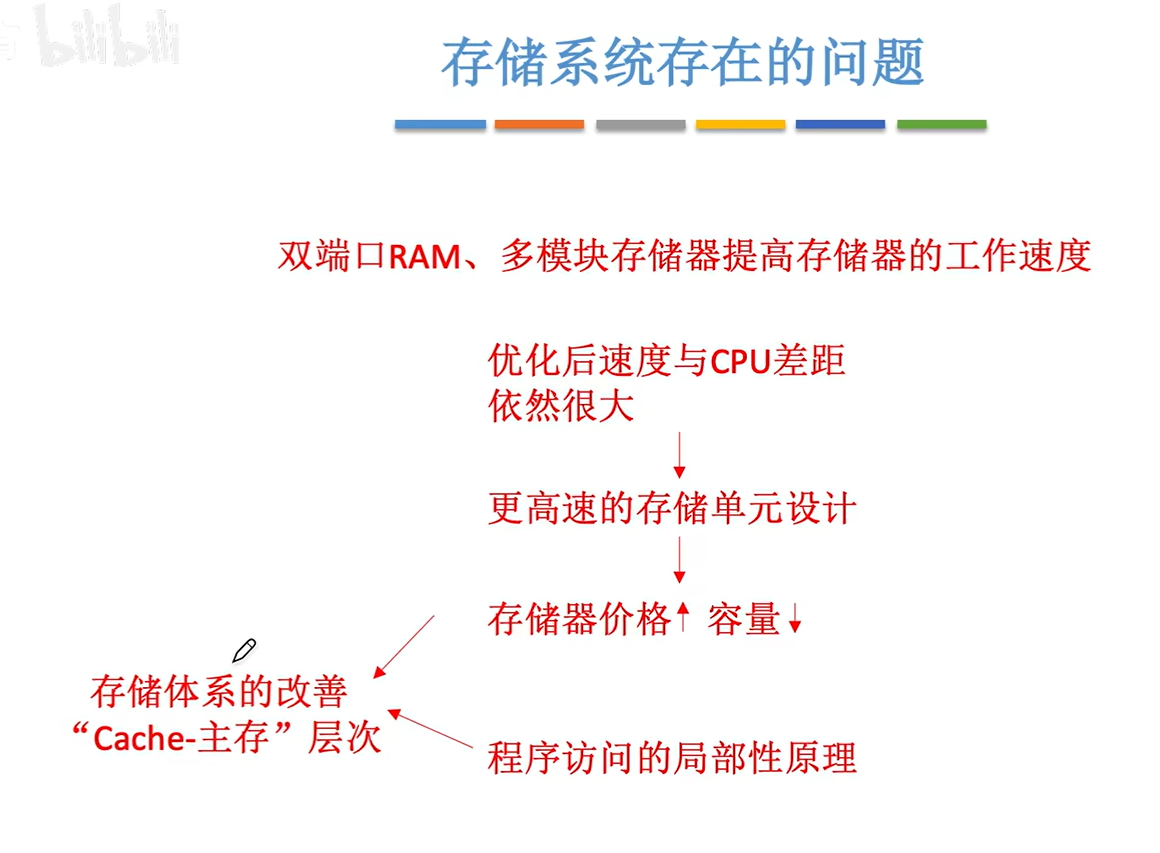 bilibili
存储系统存在的问题
双端口RAM、多模块存储器提高存储器的工作速度
优化后速度与CPU差距
依然很大
更高速的存储单元设计
存储器价格↑ 容量↓
存储体系的改善
“Cache-主存”层次
程序访问的局部性原理